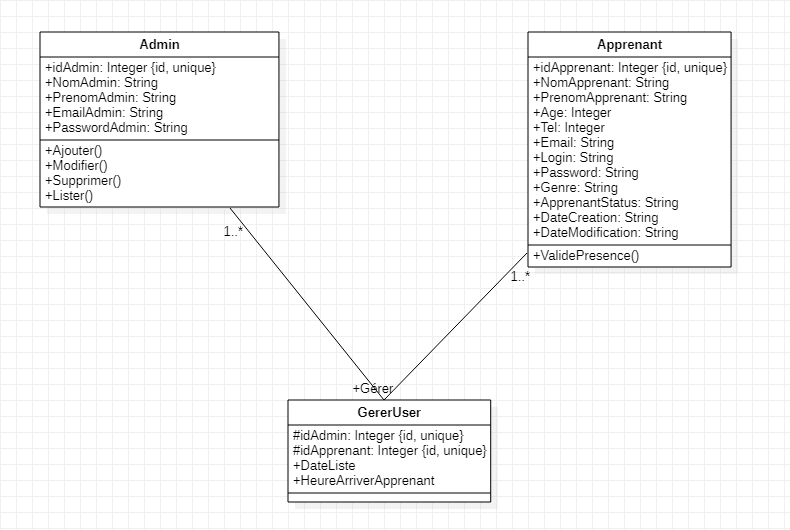 Admin
+idAdmin: Integer {id, unique}
+NomAdmin: String
+PrenomAdmin: String
+EmailAdmin: String
+PasswordAdmin: String
+Ajouter()
+Modifier()
+Supprimer()
+Lister()
1..*
Apprenant
+idApprenant: Integer {id, unique}
+NomApprenant: String
+PrenomApprenant: String
+Age: Integer
+Tel: Integer
+Email: String
+Login: String
+Password: String
+Genre: String
+ApprenantStatus: String
+DateCreation: String
+DateModification: String
+ValidePresence()
1..*
+Gérer
GererUser
#idAdmin: Integer {id, unique}
#idApprenant: Integer {id, unique}
+DateListe
+HeureArriverApprenant